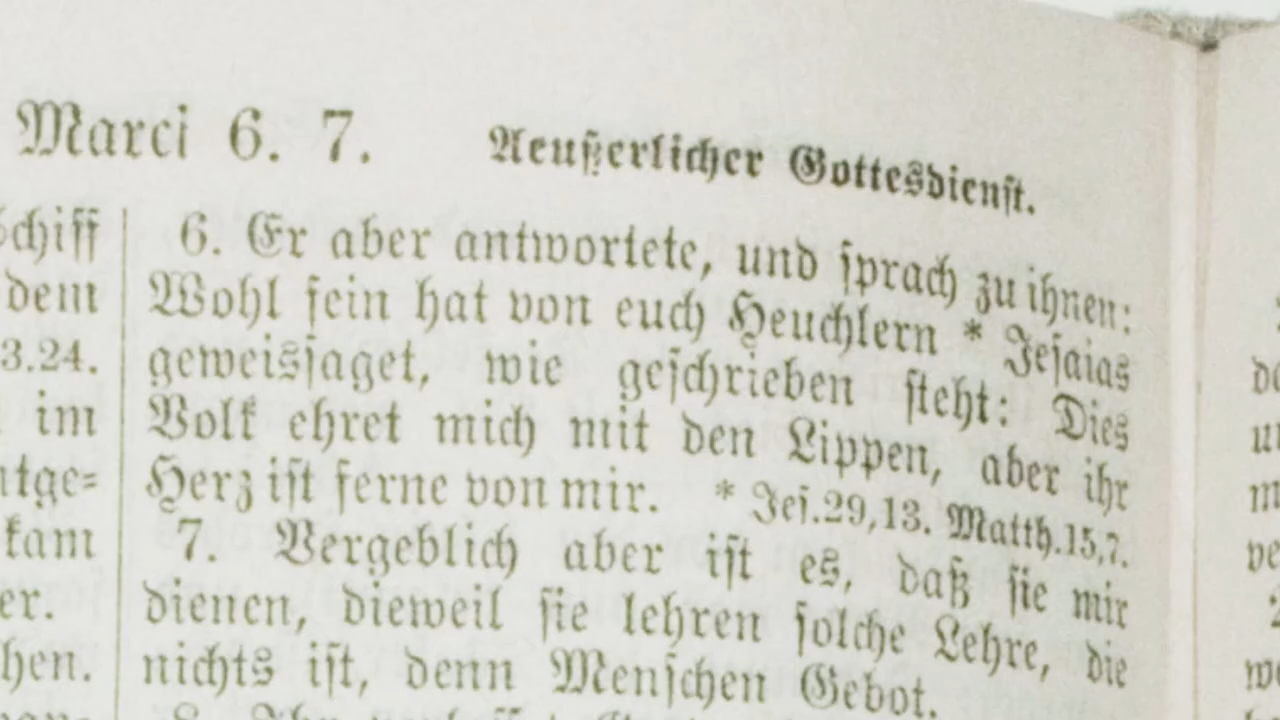 Marci 6. 7. Aeußerlicher Gottesdienst.
Schiff
dem
3.24.
im
kam
er.
hen.
6. Er aber antwortete, und sprach zu ihnen:
Wohl fein hat von euch Heuchlern * Jesaias
geweissaget, wie geschrieben steht: Dies
Volk ehret mich mit den Lippen, aber ihr
Herz ist ferne von mir. * Jes.29,13. Matth.15,7.
7. Vergeblich aber ist es, daß sie mir
dienen, dieweil sie lehren solche Lehre, die
nichts ist, denn Menschen Gebot.